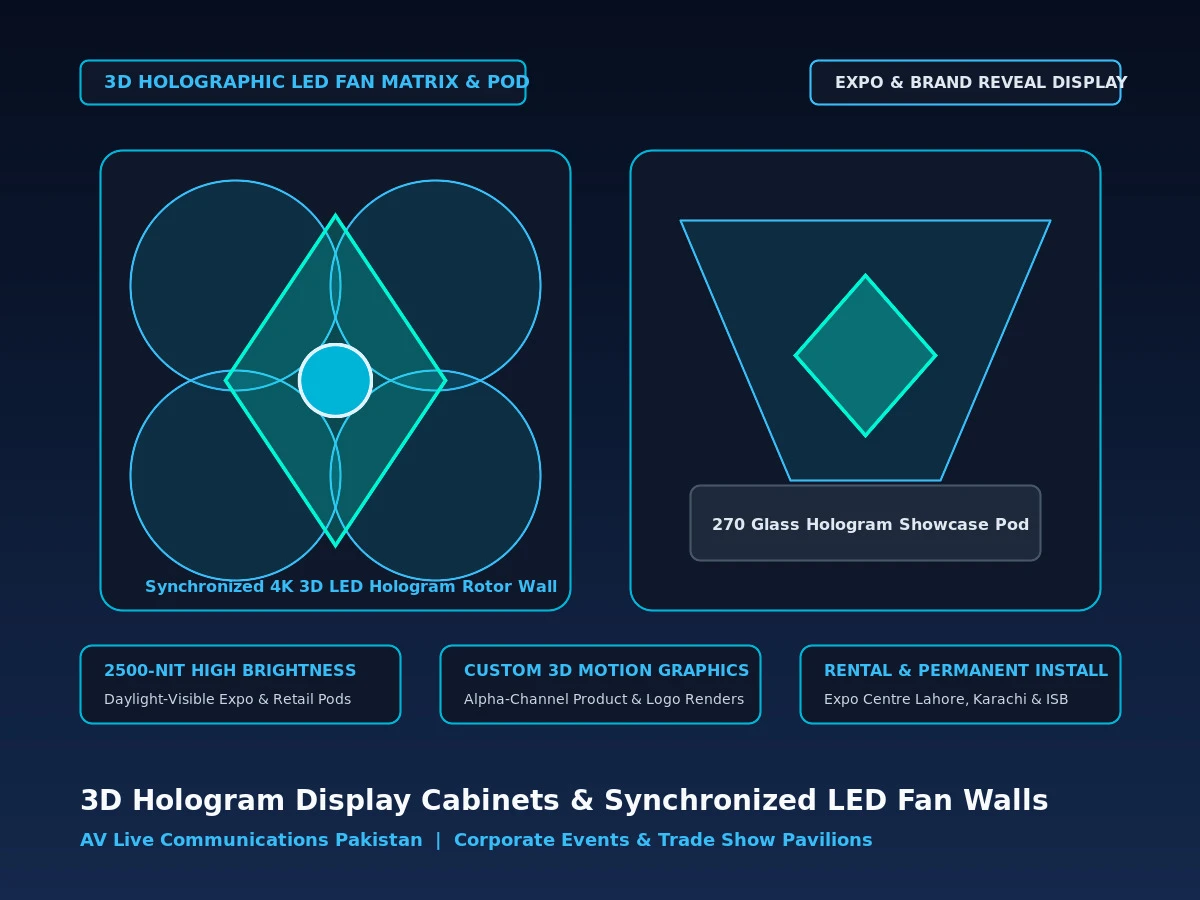 3D HOLOGRAPHIC LED FAN MATRIX & POD
EXPO & BRAND REVEAL DISPLAY
Synchronized 4K 3D LED Hologram Rotor Wall
270 Glass Hologram Showcase Pod
2500-NIT HIGH BRIGHTNESS
Daylight-Visible Expo & Retail Pods
CUSTOM 3D MOTION GRAPHICS
Alpha-Channel Product & Logo Renders
RENTAL & PERMANENT INSTALL
Expo Centre Lahore, Karachi & ISB
3D Hologram Display Cabinets & Synchronized LED Fan Walls
AV Live Communications Pakistan | Corporate Events & Trade Show Pavilions